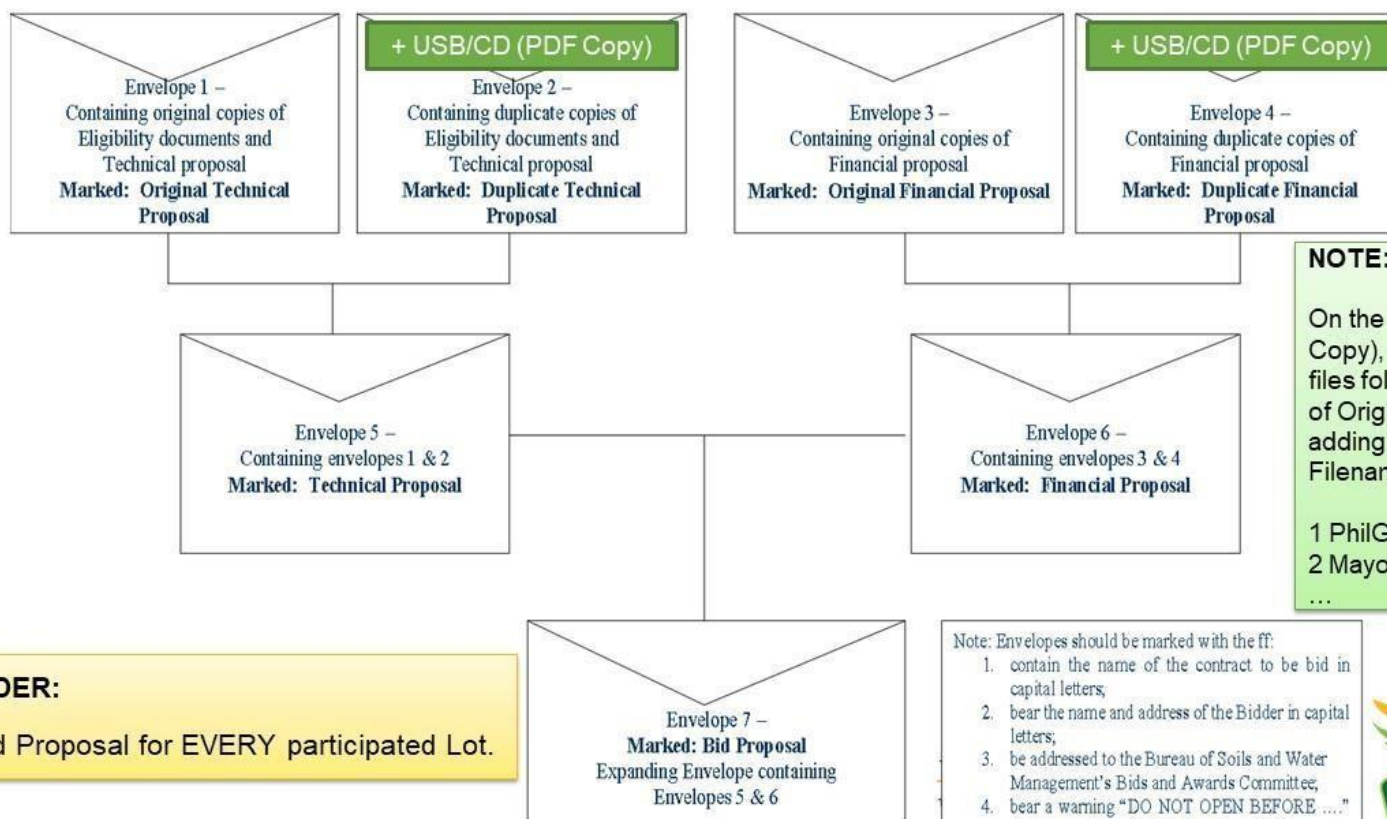 + USB/CD (PDF Copy)
+ USB/CD (PDF Copy)
Envelope 1 –
Containing original copies of
Eligibility documents and
Technical proposal
Marked: Original Technical
Proposal
Envelope 2 –
Containing duplicate copies of
Eligibility documents and
Technical proposal
Marked: Duplicate Technical
Proposal
Envelope 3 –
Containing original copies of
Financial proposal
Marked: Original Financial Proposal
Envelope 4 –
Containing duplicate copies of
Financial proposal
Marked: Duplicate Financial
Proposal
NOTE:
On the
Copy),
files fol
of Orig
adding
Filenar
1 PhilG
2 Mayo
...
Envelope 5 –
Containing envelopes 1 & 2
Marked: Technical Proposal
Envelope 6 –
Containing envelopes 3 & 4
Marked: Financial Proposal
DER:
d Proposal for EVERY participated Lot.
Envelope 7 –
Marked: Bid Proposal
Expanding Envelope containing
Envelopes 5 & 6
Note: Envelopes should be marked with the ff:
1. contain the name of the contract to be bid in
capital letters;
2. bear the name and address of the Bidder in capital
letters;
3. be addressed to the Bureau of Soils and Water
Management's Bids and Awards Committee;
4. bear a warning “DO NOT OPEN BEFORE ....”